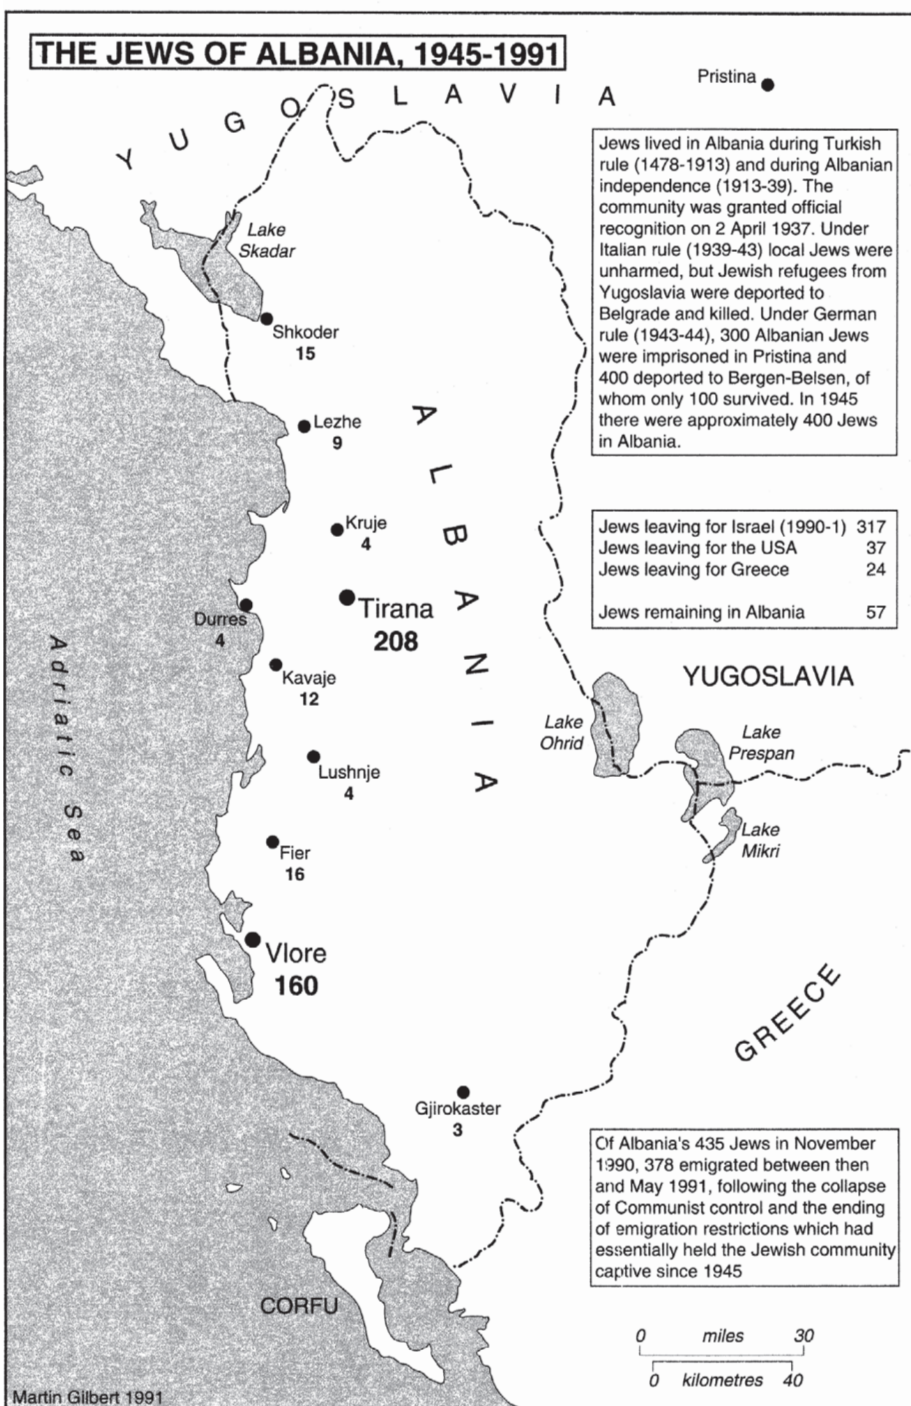 THE JEWS OF ALBANIA, 1945-1991
Pristina
YUGOSLAVIA
Jews lived in Albania during Turkish
rule (1478-1913) and during Albanian
independence (1913-39). The
community was granted official
recognition on 2 April 1937. Under
Italian rule (1939-43) local Jews were
unharmed, but Jewish refugees from
Yugoslavia were deported to
Belgrade and killed. Under German
rule (1943-44), 300 Albanian Jews
were imprisoned in Pristina and
400 deported to Bergen-Belsen, of
whom only 100 survived. In 1945
there were approximately 400 Jews
in Albania.
Lake
Skadar
Shkoder
15
Lezhe
9
ALBANIA
Kruje
4
Jews leaving for Israel (1990-1) 317
Jews leaving for the USA 37
Jews leaving for Greece 24
Jews remaining in Albania 57
Tirana
208
Durres
4
Adriatic Sea
Kavaje
12
YUGOSLAVIA
Lake
Ohrid
Lake
Prespan
Lushnje
4
Lake
Mikri
Fier
16
Vlore
160
GREECE
Gjirokaster
3
Of Albania's 435 Jews in November
1990, 378 emigrated between then
and May 1991, following the collapse
of Communist control and the ending
of emigration restrictions which had
essentially held the Jewish community
captive since 1945
CORFU
0 miles 30
0 kilometres 40
Martin Gilbert 1991